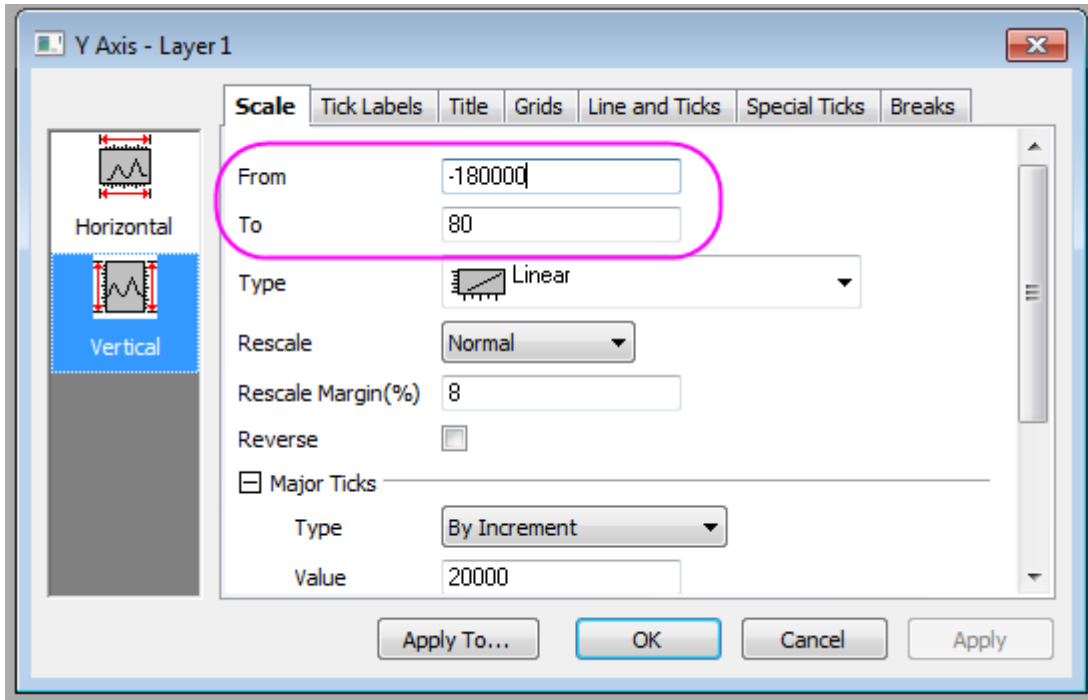 Y Axis - Layer 1
Scale Tick Labels Title Grids Line and Ticks Special Ticks Breaks
Horizontal
Vertical
From -180000
To 80
Type Linear
Rescale Normal
Rescale Margin(%) 8
Reverse
Major Ticks
Type By Increment
Value 20000
Apply To... OK Cancel Apply